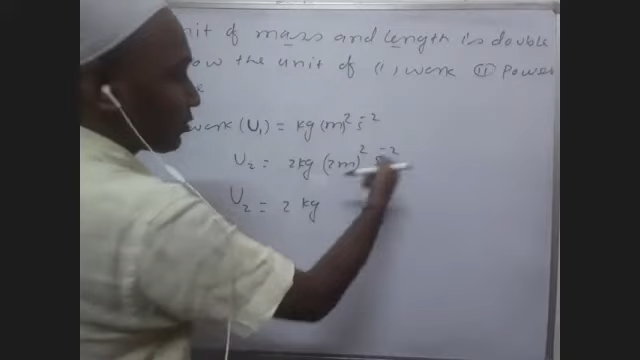 nit of mass and length is double
ow the unit of (i) work (ii) Power
work (U₁) = kg (m)² s⁻²
U₂ = 2kg (2m)² s⁻²
U₂ = 2 kg